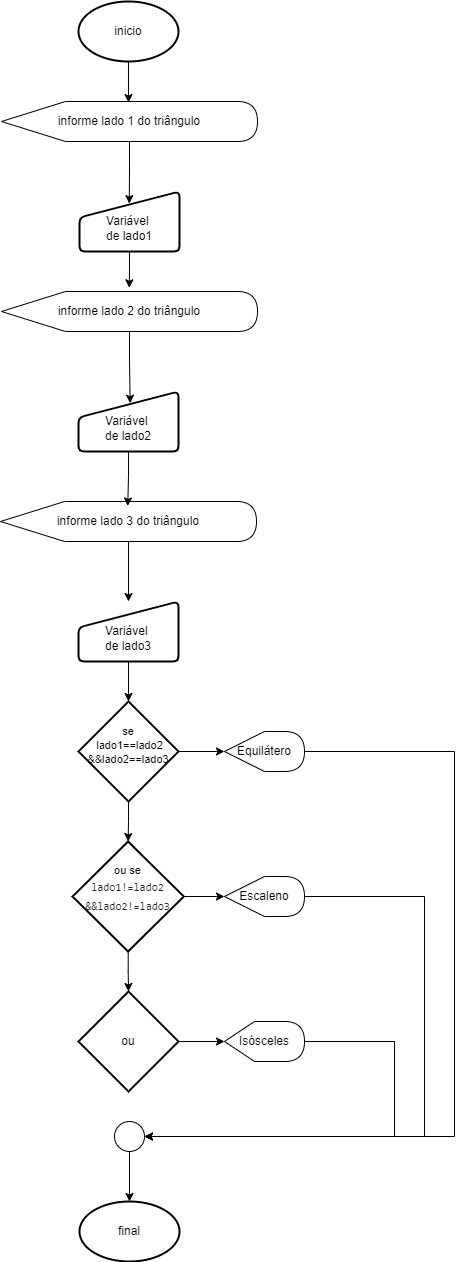 inicio
informe lado 1 do triângulo
Variável
de lado1
informe lado 2 do triângulo
Variável
de lado2
informe lado 3 do triângulo
Variável
de lado3
se
lado1==lado2
&&lado2==lado3
Equilátero
ou se
lado1!=lado2
&&lado2!=lado3
Escaleno
ou
Isósceles
final